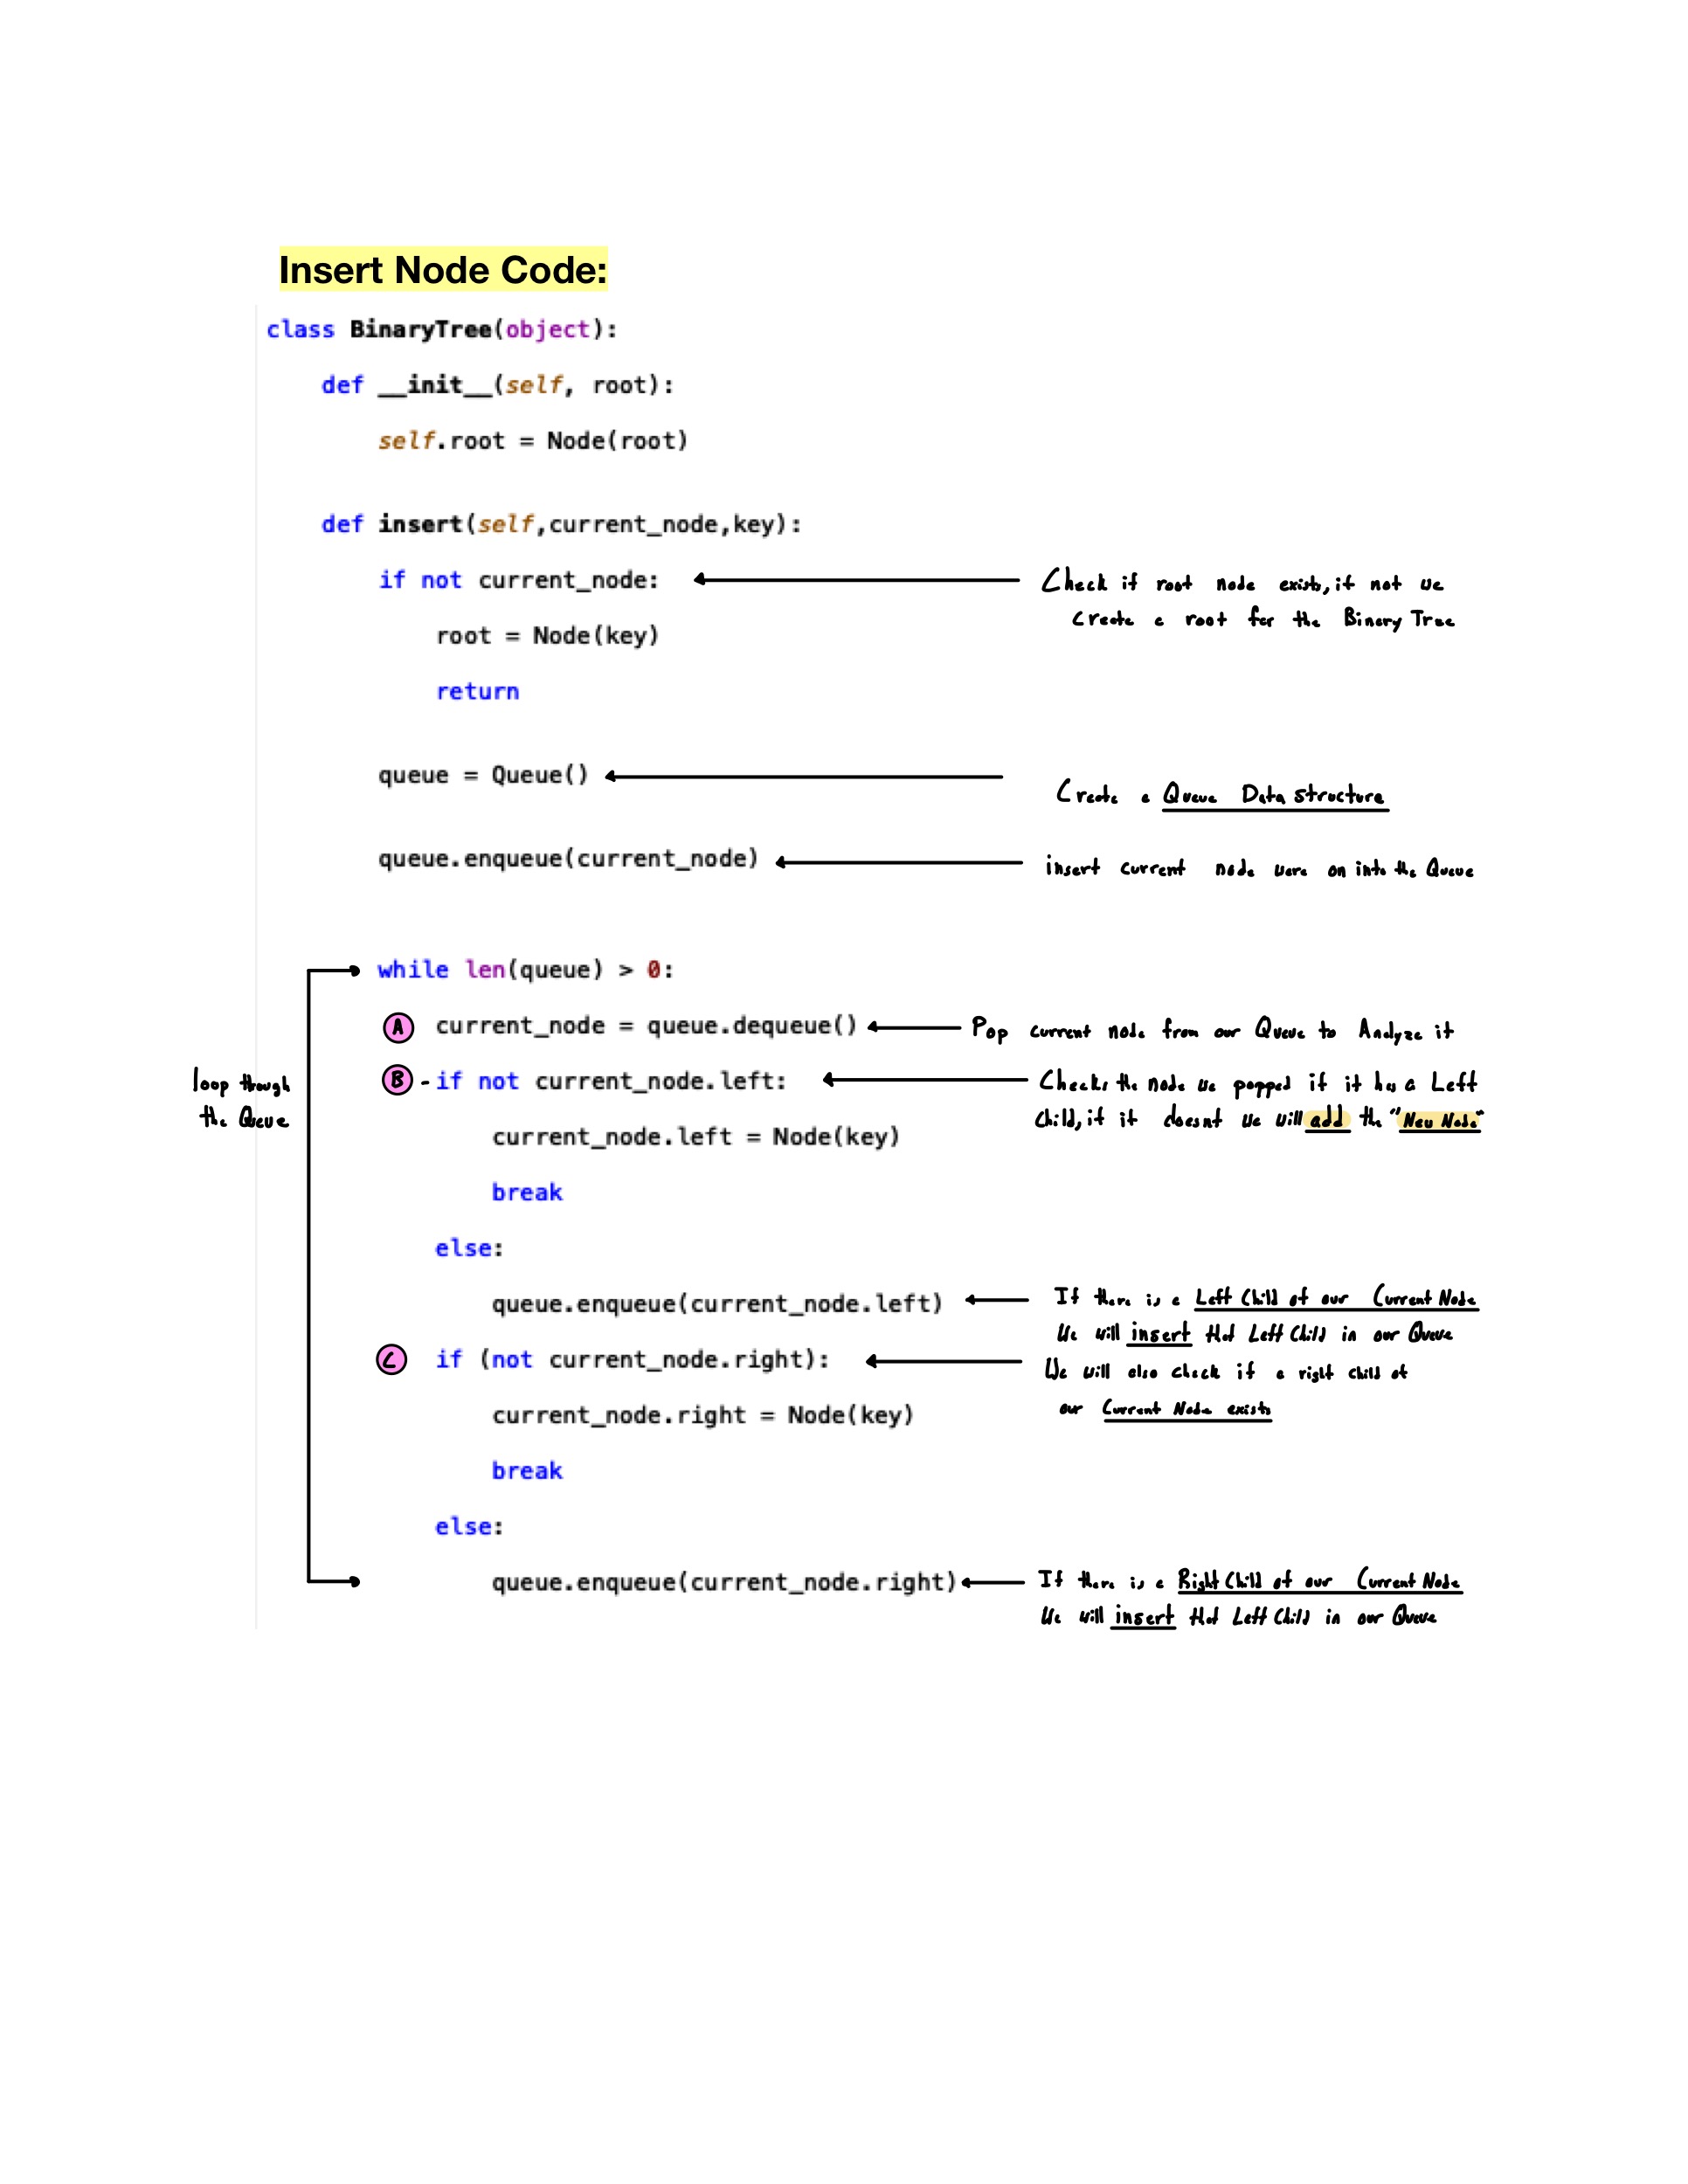 Insert Node Code:
class BinaryTree(object):
def __init__(self, root):
self.root = Node(root)
def insert(self,current_node,key):
if not current_node:
Check if root node exists, if not we
create a root for the Binary Tree
root = Node(key)
return
queue = Queue()
Create a Queue Data structure
queue.enqueue(current_node)
insert current node were on into the Queue
while len(queue) > 0:
A current_node = queue.dequeue()
Pop current node from our Queue to Analyze it
loop though
the Queue
B - if not current_node.left:
Checks the node we popped if it has a Left
Child, if it doesnt we will add the "New Node"
current_node.left = Node(key)
break
else:
queue.enqueue(current_node.left)
If there is a Left Child of our Current Node
We will insert that Left Child in our Queue
C if (not current_node.right):
We will also check if a right child of
our Current Node exists
current_node.right = Node(key)
break
else:
queue.enqueue(current_node.right)
If there is a Right Child of our Current Node
We will insert that Left Child in our Queue